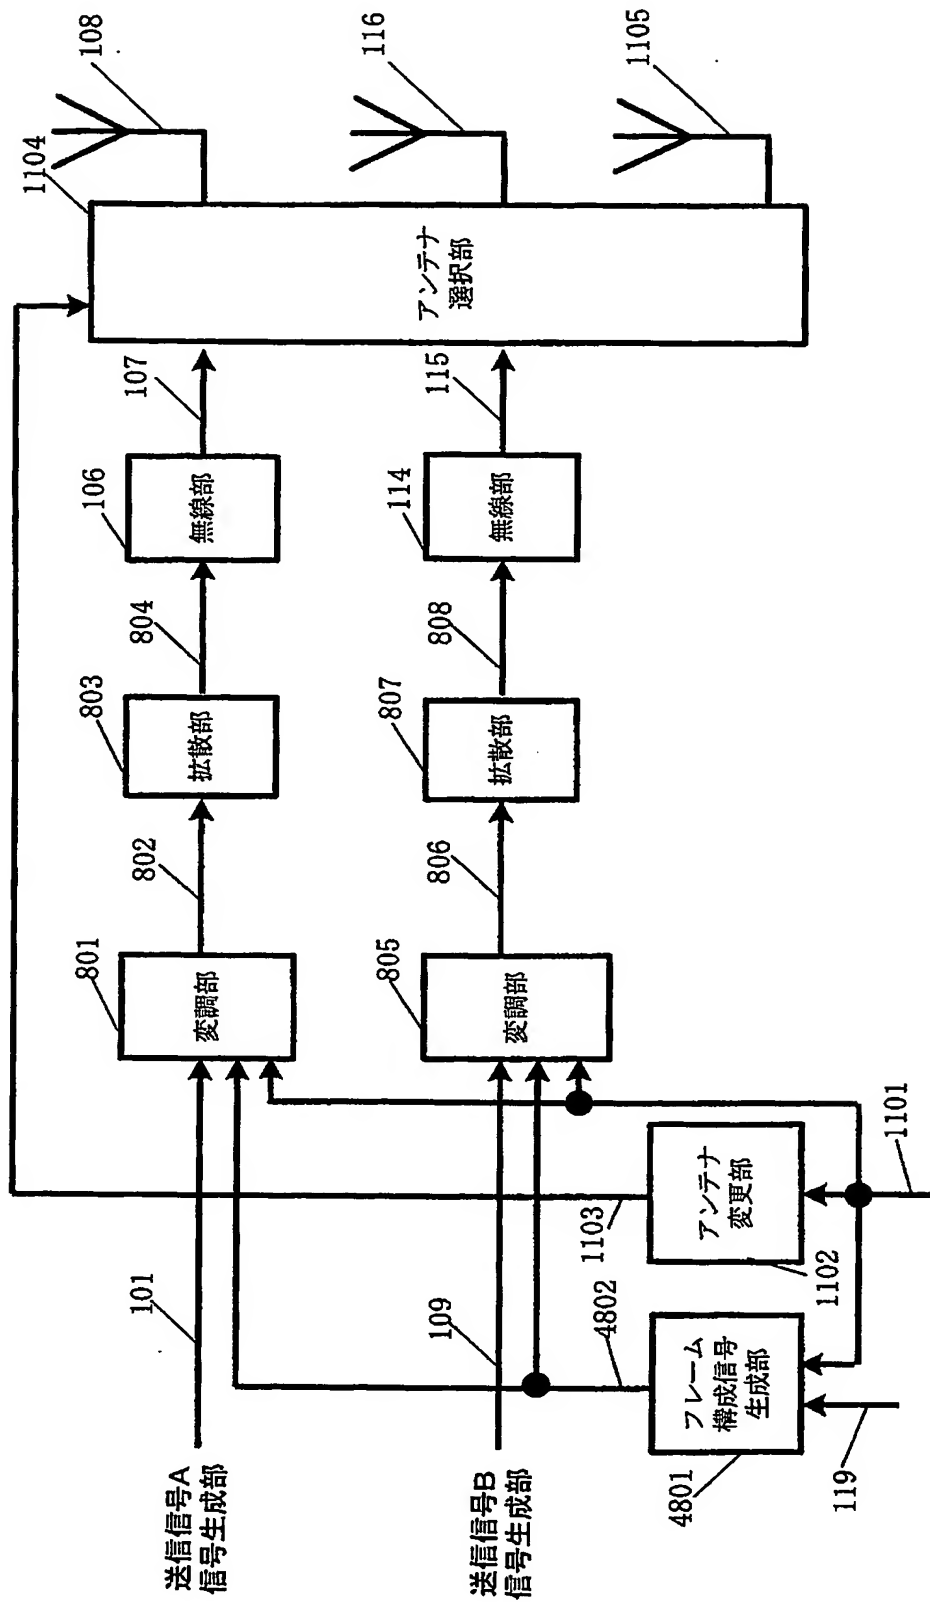 送信信号A
信号生成部
101
801
変調部
802
803
拡散部
804
106
無線部
107
1104
アンテナ
選択部
108
116
1105
送信信号B
信号生成部
109
805
変調部
806
807
拡散部
808
114
無線部
115
4801
フレーム
構成信号
生成部
4802
119
1102
アンテナ
変更部
1103
1101